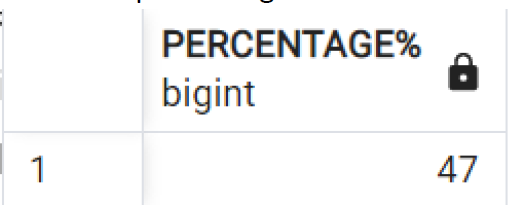 PERCENTAGE%
bigint
1 47